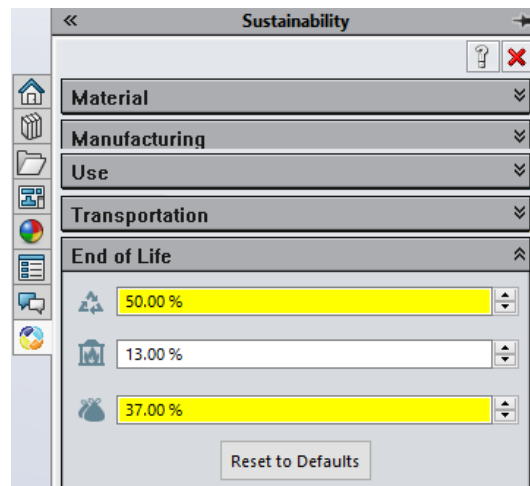 Sustainability
Material
Manufacturing
Use
Transportation
End of Life
50.00 %
13.00 %
37.00 %
Reset to Defaults